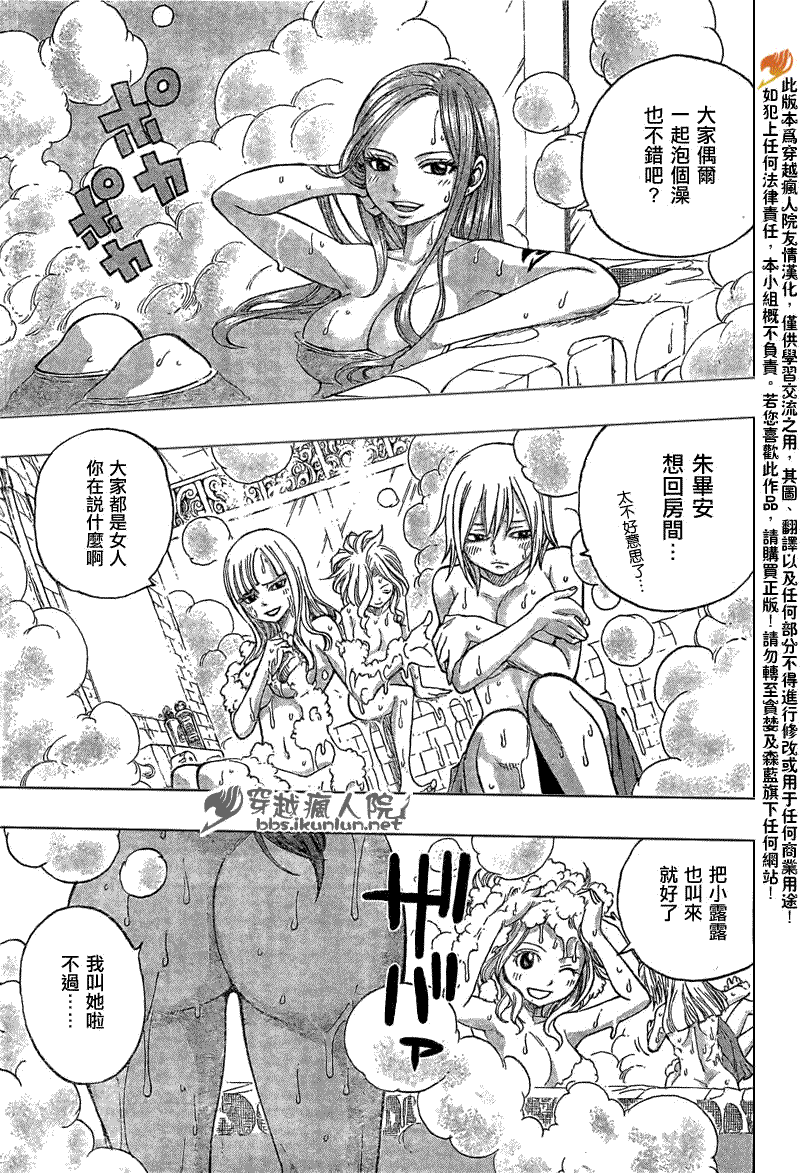 此版本爲穿越瘋人院友情漢化，僅供學習交流之用，其圖、翻譯以及任何部分不得進行修改或用于任何商業用途！
如犯上任何法律責任，本小組概不負責。若您喜歡此作品，請購買正版！請勿轉至貪婪及森藍旗下任何網站！
大家偶爾
一起泡個澡
也不錯吧？
ポカ
ポカ
朱畢安
想回房間…
太不好意思了…
大家都是女人
你在說什麼啊
穿越瘋人院
bbs.ikunlun.net
把小露露
也叫來
就好了
ザァ
我叫她啦
不過……